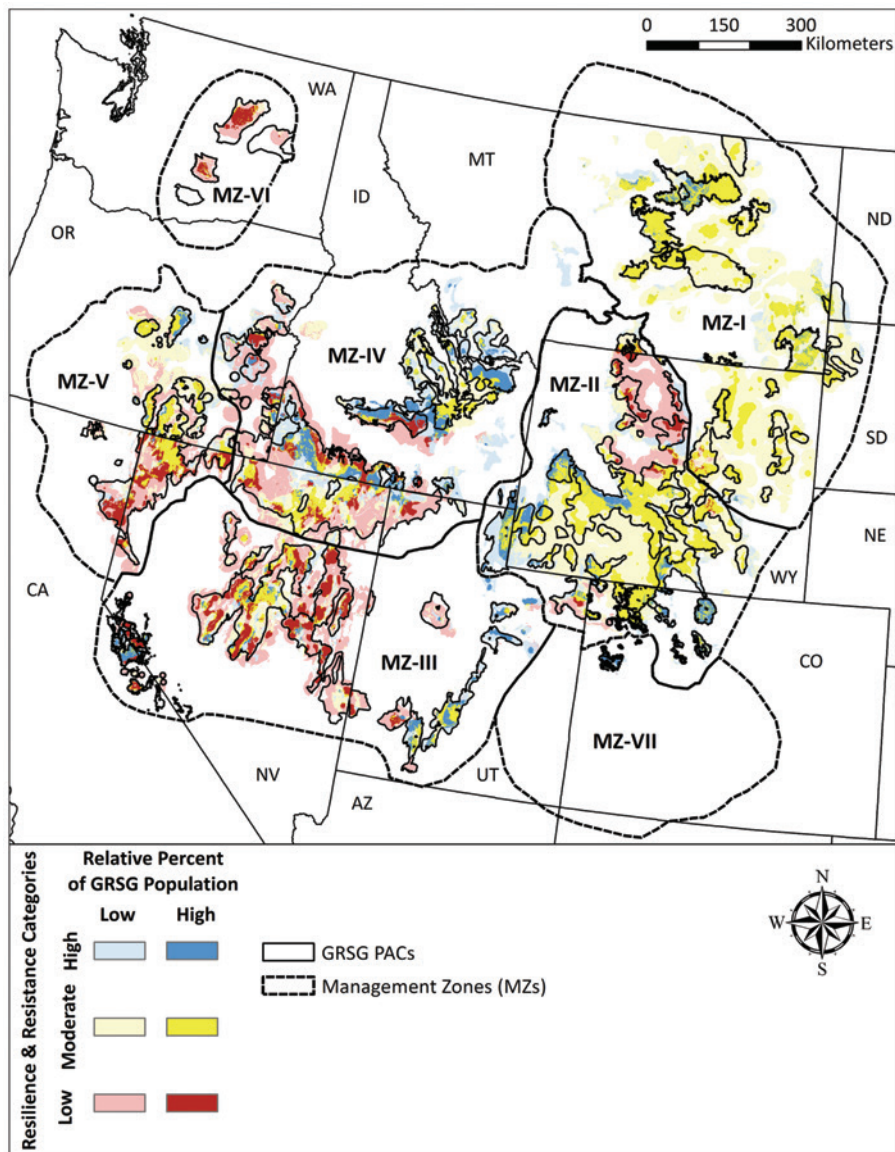 0 150 300
Kilometers
WA
MT
ND
ID
MZ-VI
OR
MZ-I
MZ-IV
MZ-V
MZ-II
SD
NE
WY
CA
CO
MZ-III
MZ-VII
NV
UT
AZ
Relative Percent
of GRSG Population
Low High
Resilience & Resistance Categories
High
Moderate
Low
GRSG PACs
Management Zones (MZs)
N
W E
S